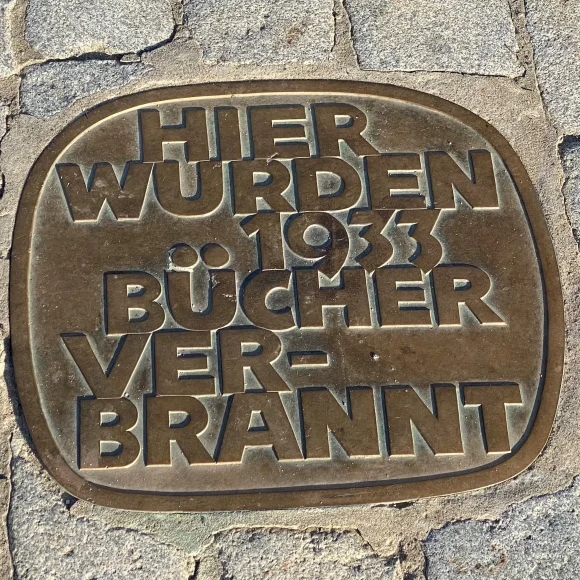 HIER
WURDEN
1933
BÜCHER
VER-
BRANNT